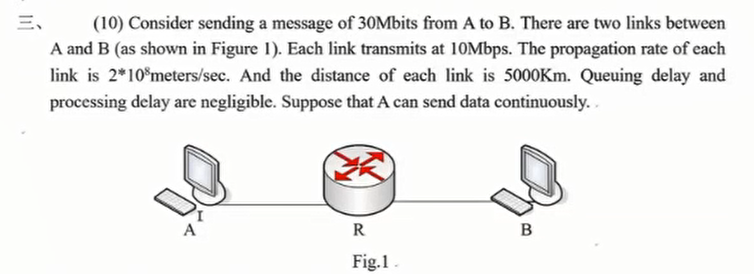 三、 (10) Consider sending a message of 30Mbits from A to B. There are two links between
A and B (as shown in Figure 1). Each link transmits at 10Mbps. The propagation rate of each
link is 2*10⁸meters/sec. And the distance of each link is 5000Km. Queuing delay and
processing delay are negligible. Suppose that A can send data continuously.
A R B
Fig.1